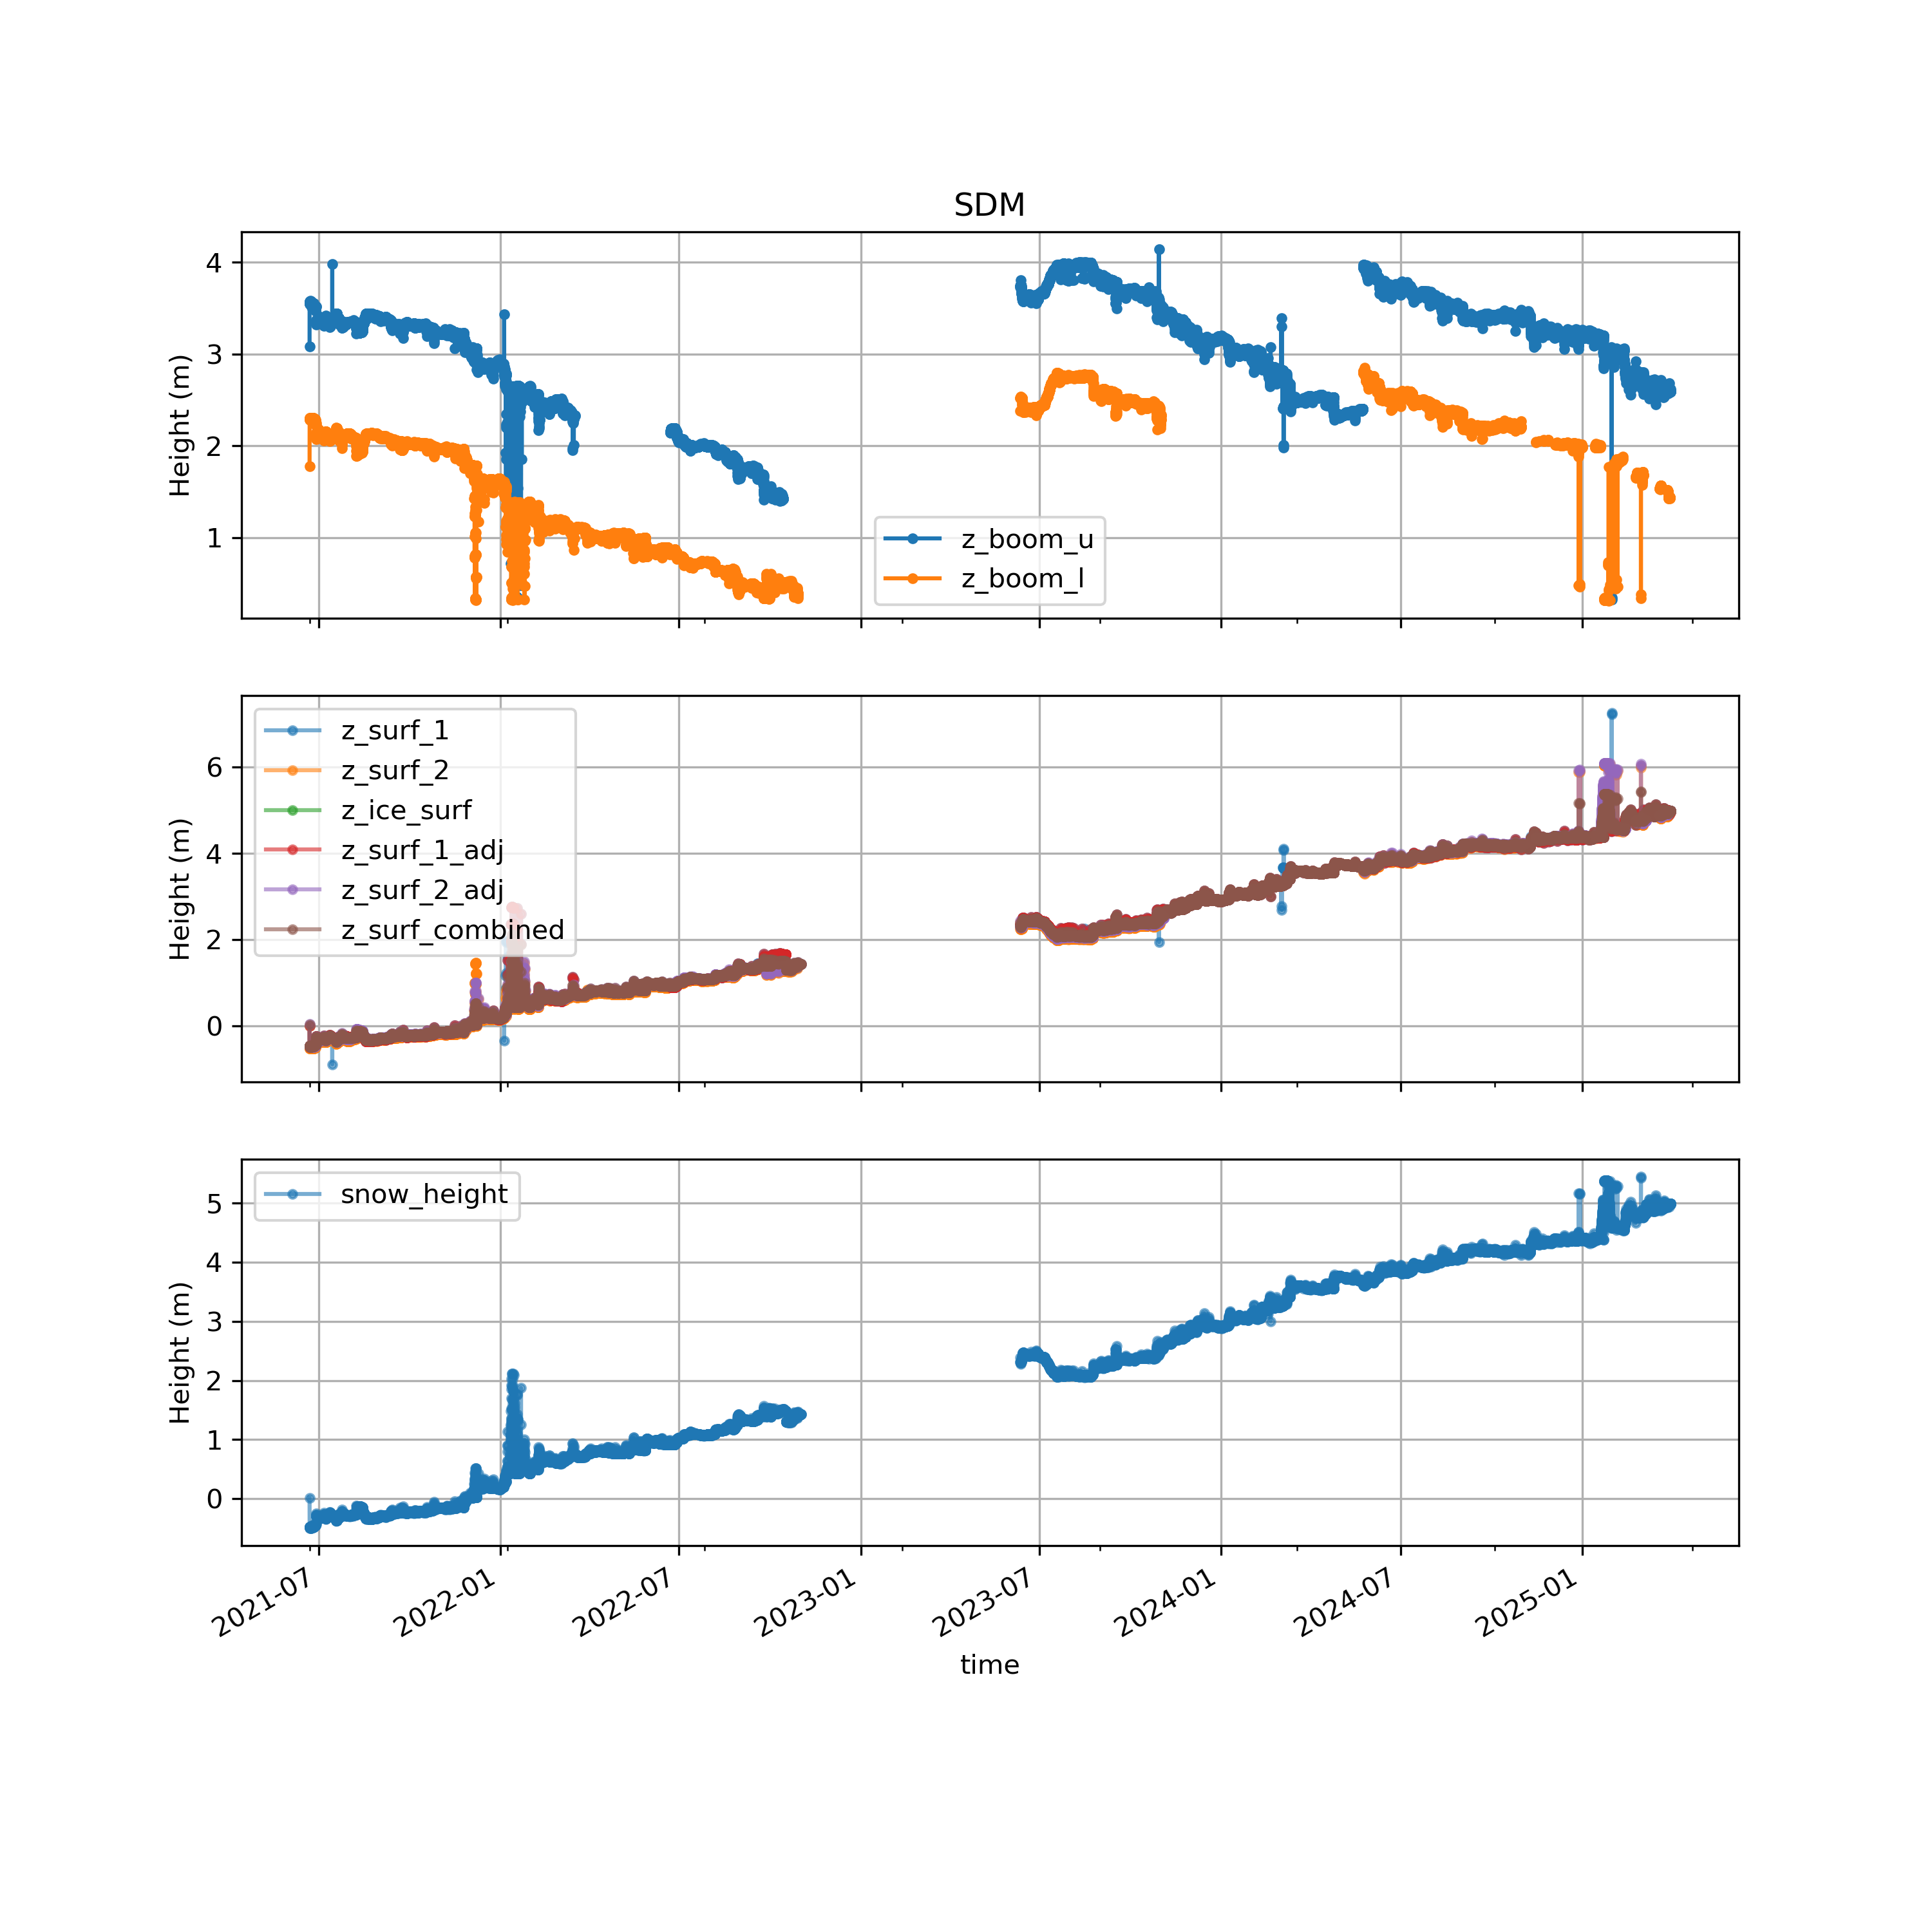 SDM
4
3
2
1
Height (m)
z_boom_u
z_boom_l
6
4
2
0
Height (m)
z_surf_1
z_surf_2
z_ice_surf
z_surf_1_adj
z_surf_2_adj
z_surf_combined
5
4
3
2
1
0
Height (m)
snow_height
2021-07 2022-01 2022-07 2023-01 2023-07 2024-01 2024-07 2025-01
time